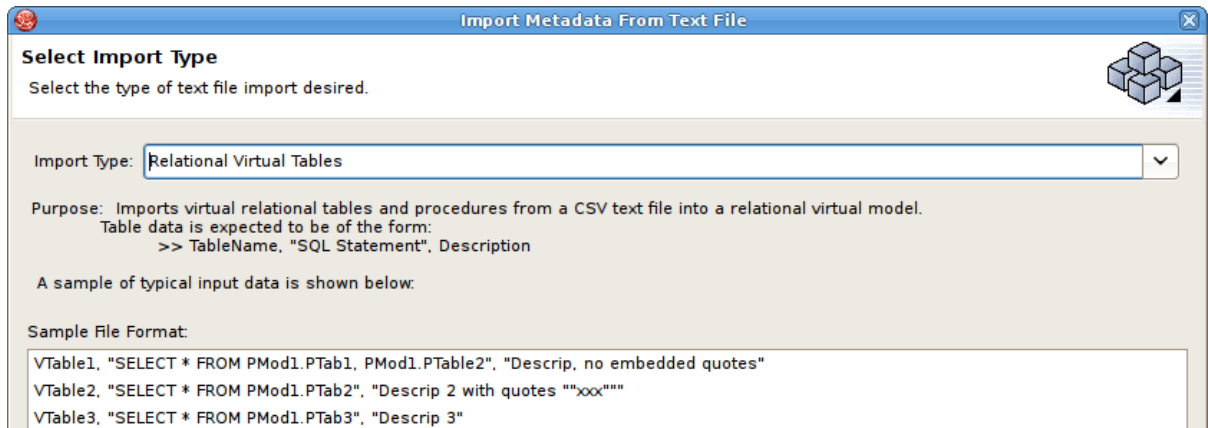 Import Metadata From Text File
Select Import Type
Select the type of text file import desired.
Import Type: Relational Virtual Tables
Purpose: Imports virtual relational tables and procedures from a CSV text file into a relational virtual model.
Table data is expected to be of the form:
>> TableName, "SQL Statement", Description
A sample of typical input data is shown below:
Sample File Format:
VTable1, "SELECT * FROM PMod1.PTab1, PMod1.PTable2", "Descrip, no embedded quotes"
VTable2, "SELECT * FROM PMod1.PTab2", "Descrip 2 with quotes ""xxx"""
VTable3, "SELECT * FROM PMod1.PTab3", "Descrip 3"